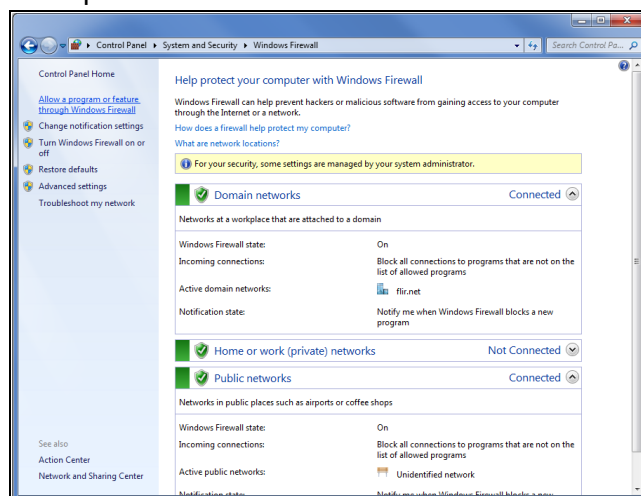 Control Panel ▸ System and Security ▸ Windows Firewall
Search Control Pa...
Control Panel Home
Allow a program or feature
through Windows Firewall
Change notification settings
Turn Windows Firewall on or
off
Restore defaults
Advanced settings
Troubleshoot my network
See also
Action Center
Network and Sharing Center
Help protect your computer with Windows Firewall
Windows Firewall can help prevent hackers or malicious software from gaining access to your computer
through the Internet or a network.
How does a firewall help protect my computer?
What are network locations?
For your security, some settings are managed by your system administrator.
Domain networks Connected
Networks at a workplace that are attached to a domain
Windows Firewall state: On
Incoming connections: Block all connections to programs that are not on the
list of allowed programs
Active domain networks: flir.net
Notification state: Notify me when Windows Firewall blocks a new
program
Home or work (private) networks Not Connected
Public networks Connected
Networks in public places such as airports or coffee shops
Windows Firewall state: On
Incoming connections: Block all connections to programs that are not on the
list of allowed programs
Active public networks: Unidentified network
Notification state: Notify me when Windows Firewall blocks a new